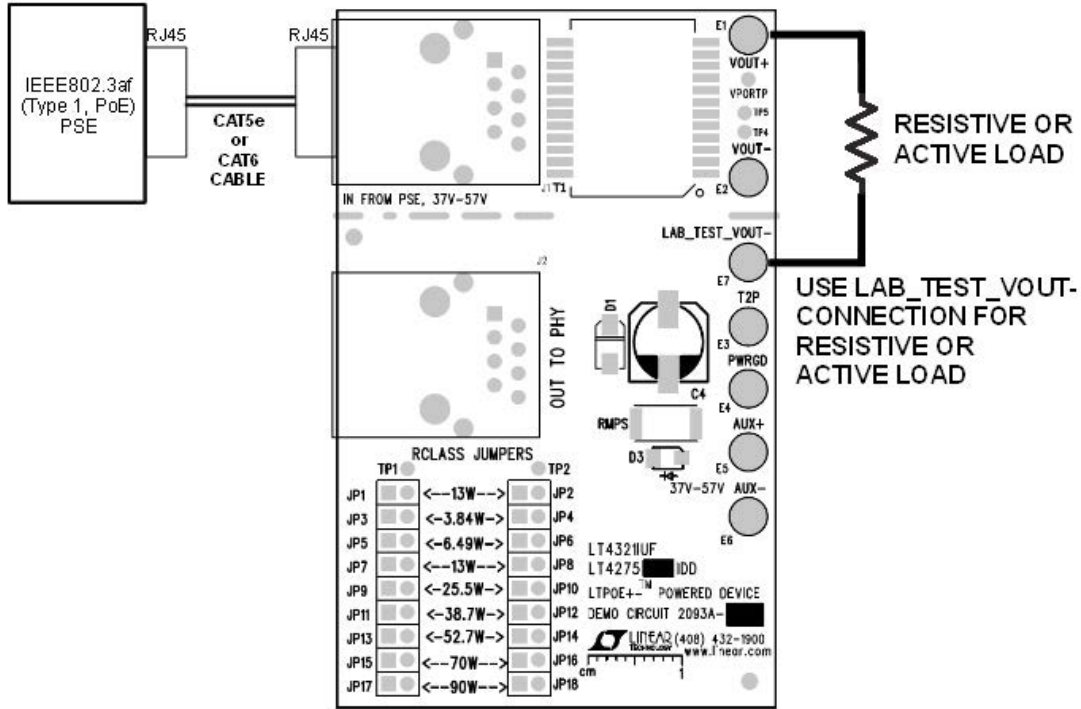 RJ45
RJ45
IEEE802.3af
(Type 1, PoE)
PSE
CAT5e
or
CAT6
CABLE
IN FROM PSE, 37V-57V
J1 T1
E1
VOUT+
VPORTP
TP5
TP4
VOUT-
E2
RESISTIVE OR
ACTIVE LOAD
LAB_TEST_VOUT-
E7
USE LAB_TEST_VOUT-
CONNECTION FOR
RESISTIVE OR
ACTIVE LOAD
J2
OUT TO PHY
D1
C4
T2P
E3
PWRGD
E4
RMPS
AUX+
E5
D3
37V-57V AUX-
E6
RCLASS JUMPERS
TP1 TP2
JP1 <--13W--> JP2
JP3 <-3.84W-> JP4
JP5 <-6.49W-> JP6
JP7 <--13W--> JP8
JP9 <-25.5W-> JP10
JP11 <-38.7W-> JP12
JP13 <-52.7W-> JP14
JP15 <--70W--> JP16
JP17 <--90W--> JP18
LT4321IUF
LT4275 IDD
LTPOE+-™ POWERED DEVICE
DEMO CIRCUIT 2093A-
LINEAR TECHNOLOGY (408) 432-1900
www.linear.com
cm 1